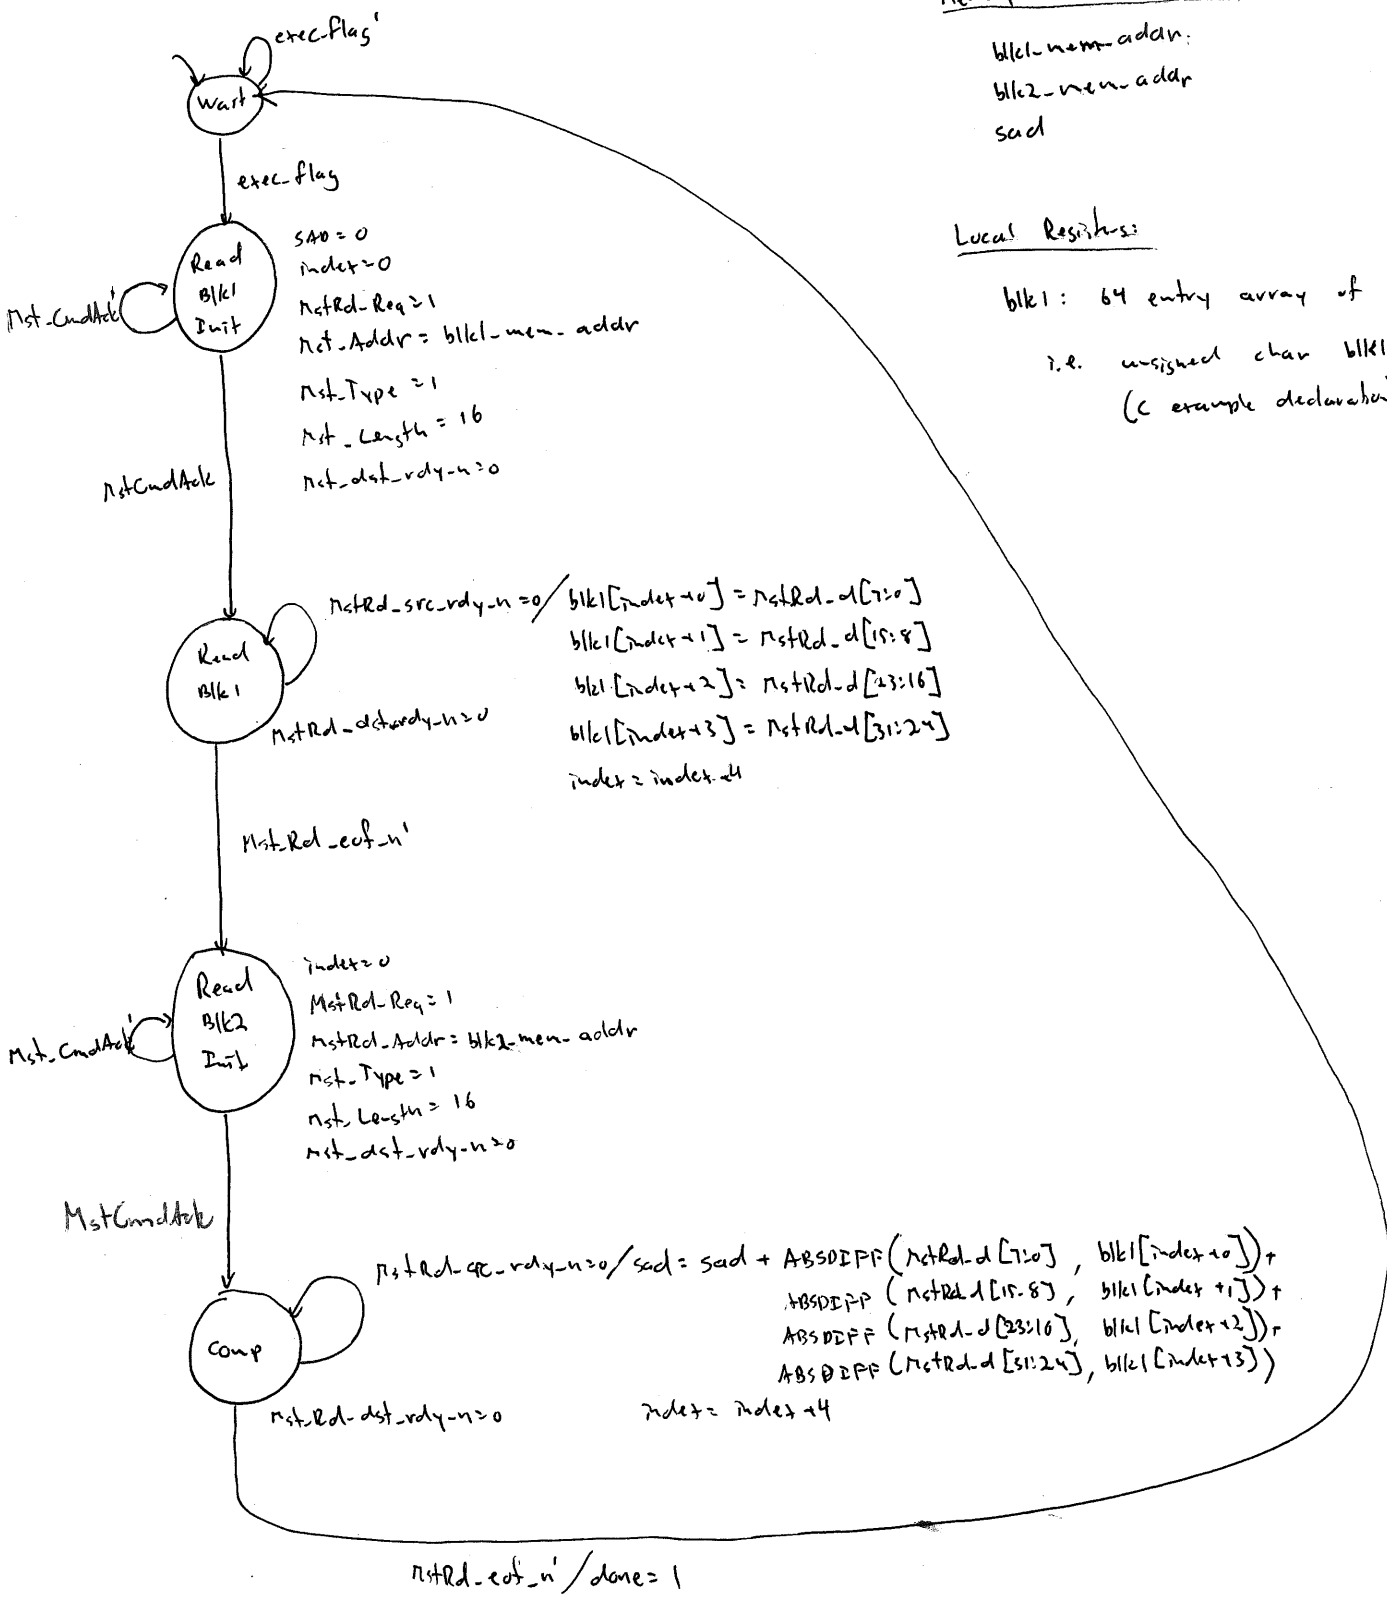 exec_flag'
Wait
exec_flag
Read
Blk1
Init
Mst_CmdAck'
SAD = 0
index=0
MstRd_Req=1
Mst_Addr = blk1_mem_addr
Mst_Type = 1
Mst_Length = 16
Mst_dst_rdy_n=0
MstCmdAck
Read
Blk1
MstRd_src_rdy_n=0/ blk1[index+0] = MstRd_d[7:0]
blk1[index+1] = MstRd_d[15:8]
blk1[index+2] = MstRd_d[23:16]
blk1[index+3] = MstRd_d[31:24]
index = index+4
MstRd_dst_rdy_n=0
Mst_Rd_eof_n'
Read
Blk2
Init
Mst_CmdAck'
index=0
MstRd_Req=1
MstRd_Addr = blk2_mem_addr
Mst_Type = 1
Mst_Length = 16
Mst_dst_rdy_n=0
MstCmdAck
Comp
MstRd_src_rdy_n=0/sad = sad + ABSDIFF(MstRd_d[7:0], blk1[index+0])+
ABSDIFF(MstRd_d[15:8], blk1[index+1])+
ABSDIFF(MstRd_d[23:16], blk1[index+2])+
ABSDIFF(MstRd_d[31:24], blk1[index+3])
Mst_Rd_dst_rdy_n=0
index = index+4
MstRd_eof_n'/done=1
blk1_mem_addr:
blk2_mem_addr
sad
Local Registers:
blk1: 64 entry array of
i.e. unsigned char blk1
(C example declaration